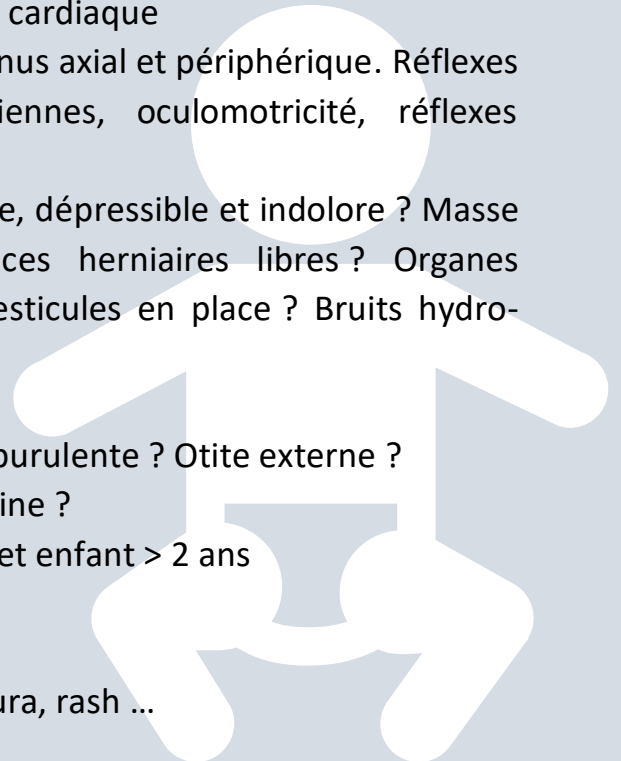 cardiaque
nus axial et périphérique. Réflexes
iennes, oculomotricité, réflexes
e, dépressible et indolore ? Masse
ces herniaires libres ? Organes
esticules en place ? Bruits hydro-
purulente ? Otite externe ?
ine ?
et enfant > 2 ans
ura, rash …